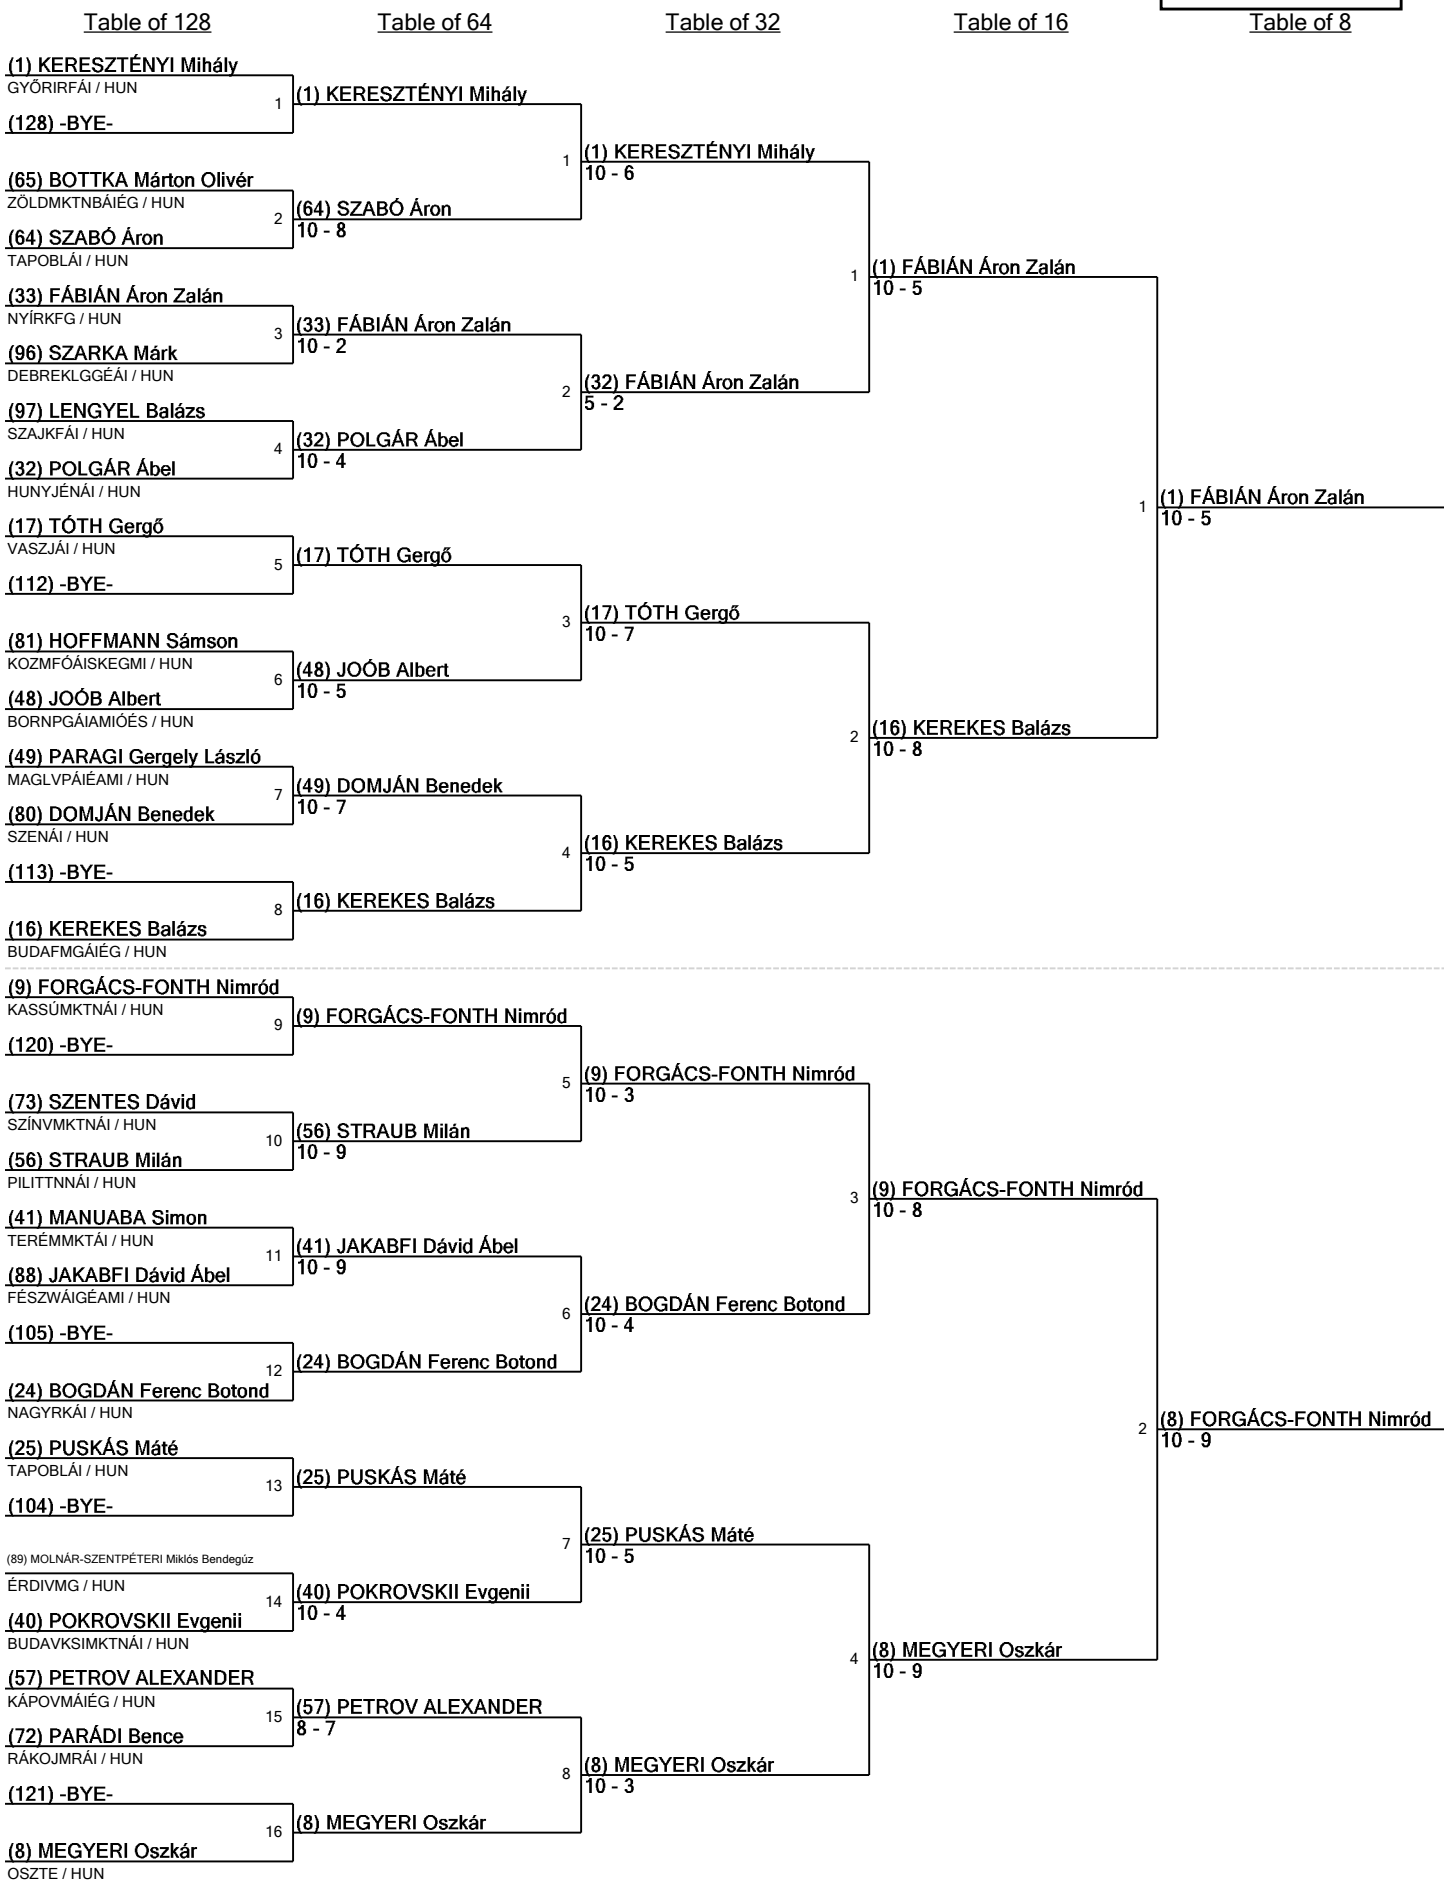 Table of 128
Table of 64
Table of 32
Table of 16
Table of 8
(1) KERESZTÉNYI Mihály
GYŐRIRFÁI / HUN
1
(128) -BYE-
(65) BOTTKA Márton Olivér
ZÖLDMKTNBÁIÉG / HUN
2
(64) SZABÓ Áron
TAPOBLÁI / HUN
(33) FÁBIÁN Áron Zalán
NYÍRKFG / HUN
3
(96) SZARKA Márk
DEBREKLGGÉÁI / HUN
(97) LENGYEL Balázs
SZAJKFÁI / HUN
4
(32) POLGÁR Ábel
HUNYJÉNÁI / HUN
(17) TÓTH Gergő
VASZJÁI / HUN
5
(112) -BYE-
(81) HOFFMANN Sámson
KOZMFÓÁISKEGMI / HUN
6
(48) JOÓB Albert
BORNPGÁIAMIÓÉS / HUN
(49) PARAGI Gergely László
MAGLVPÁIÉAMI / HUN
7
(80) DOMJÁN Benedek
SZENÁI / HUN
(113) -BYE-
8
(16) KEREKES Balázs
BUDAFMGÁIÉG / HUN
(9) FORGÁCS-FONTH Nimród
KASSÚMKTNÁI / HUN
9
(120) -BYE-
(73) SZENTES Dávid
SZÍNVMKTNÁI / HUN
10
(56) STRAUB Milán
PILITTNNÁI / HUN
(41) MANUABA Simon
TERÉMMKTÁI / HUN
11
(88) JAKABFI Dávid Ábel
FÉSZWÁIGÉAMI / HUN
(105) -BYE-
12
(24) BOGDÁN Ferenc Botond
NAGYRKÁI / HUN
(25) PUSKÁS Máté
TAPOBLÁI / HUN
13
(104) -BYE-
(89) MOLNÁR-SZENTPÉTERI Miklós Bendegúz
ÉRDIVMG / HUN
14
(40) POKROVSKII Evgenii
BUDAVKSIMKTNÁI / HUN
(57) PETROV ALEXANDER
KÁPOVMÁIÉG / HUN
15
(72) PARÁDI Bence
RÁKOJMRÁI / HUN
(121) -BYE-
16
(8) MEGYERI Oszkár
OSZTE / HUN
(1) KERESZTÉNYI Mihály
1
(64) SZABÓ Áron
10 - 8
(33) FÁBIÁN Áron Zalán
10 - 2
2
(32) POLGÁR Ábel
10 - 4
(17) TÓTH Gergő
3
(48) JOÓB Albert
10 - 5
(49) DOMJÁN Benedek
10 - 7
4
(16) KEREKES Balázs
(9) FORGÁCS-FONTH Nimród
5
(56) STRAUB Milán
10 - 9
(41) JAKABFI Dávid Ábel
10 - 9
6
(24) BOGDÁN Ferenc Botond
(25) PUSKÁS Máté
7
(40) POKROVSKII Evgenii
10 - 4
(57) PETROV ALEXANDER
8 - 7
8
(8) MEGYERI Oszkár
(1) KERESZTÉNYI Mihály
10 - 6
1
(32) FÁBIÁN Áron Zalán
5 - 2
(17) TÓTH Gergő
10 - 7
2
(16) KEREKES Balázs
10 - 5
(9) FORGÁCS-FONTH Nimród
10 - 3
3
(24) BOGDÁN Ferenc Botond
10 - 4
(25) PUSKÁS Máté
10 - 5
4
(8) MEGYERI Oszkár
10 - 3
(1) FÁBIÁN Áron Zalán
10 - 5
1
(16) KEREKES Balázs
10 - 8
(9) FORGÁCS-FONTH Nimród
10 - 8
2
(8) MEGYERI Oszkár
10 - 9
(1) FÁBIÁN Áron Zalán
10 - 5
(8) FORGÁCS-FONTH Nimród
10 - 9